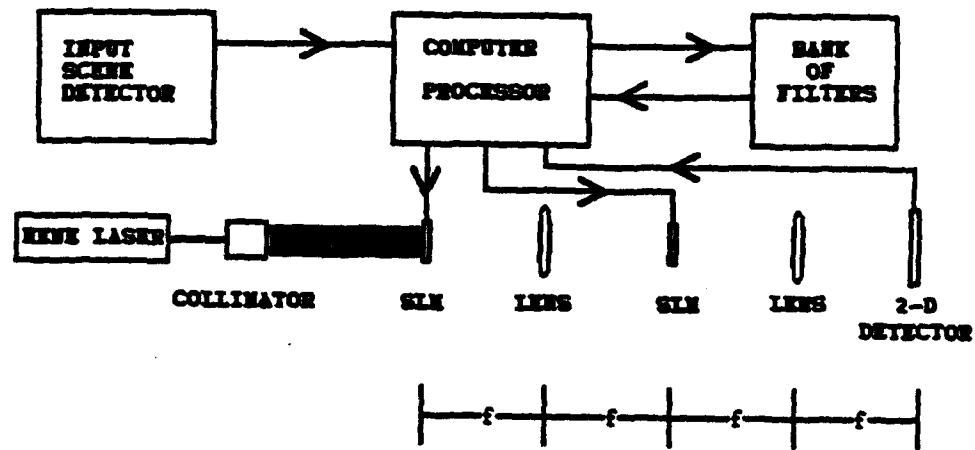 INPUT
SCENE
DETECTOR
COMPUTER
PROCESSOR
BANK
OF
FILTERS
HENE LASER
COLLIMATOR
SLM
LENS
SLM
LENS
2-D
DETECTOR
f
f
f
f